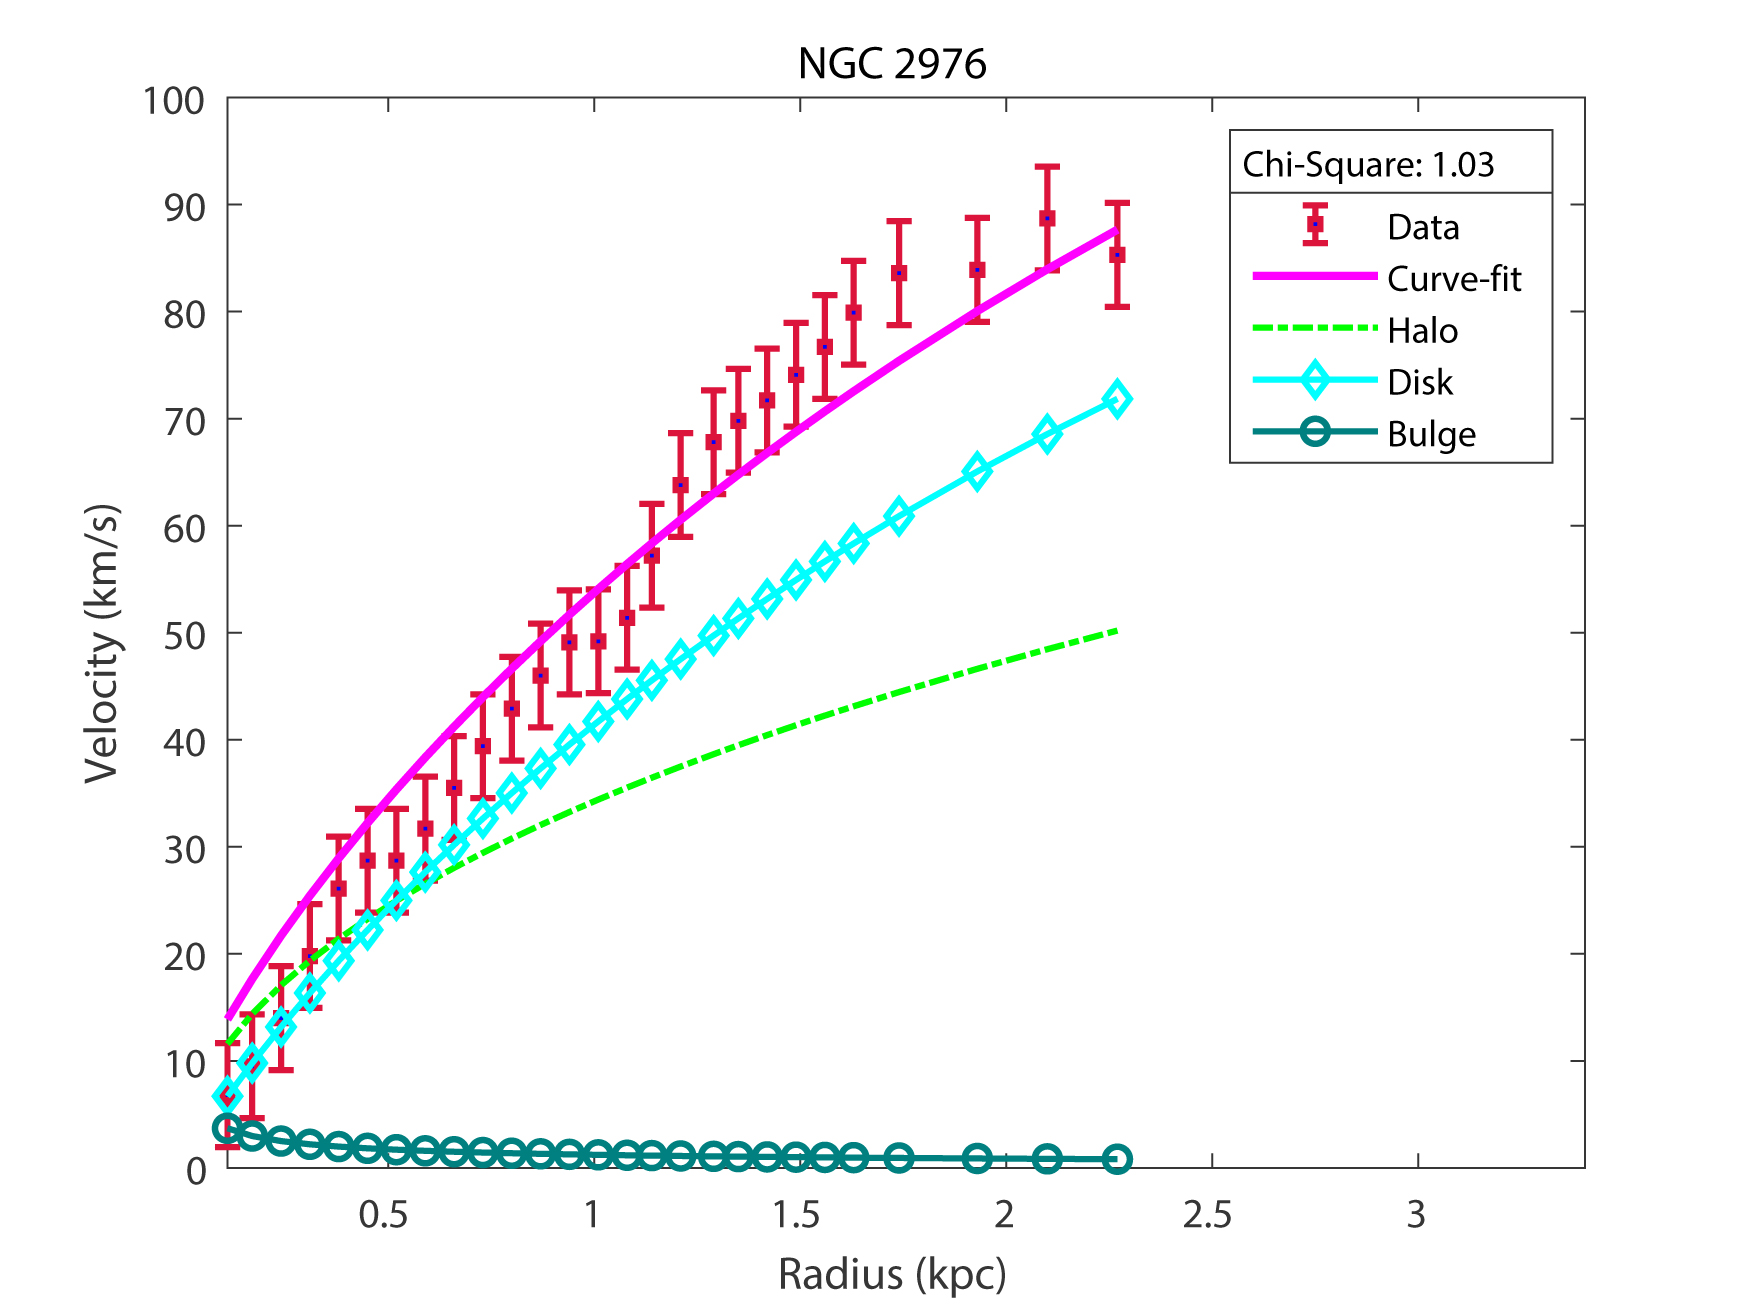 NGC 2976
100
90
80
70
60
50
40
30
20
10
0
Velocity (km/s)
Chi-Square: 1.03
Data
Curve-fit
Halo
Disk
Bulge
0.5 1 1.5 2 2.5 3
Radius (kpc)